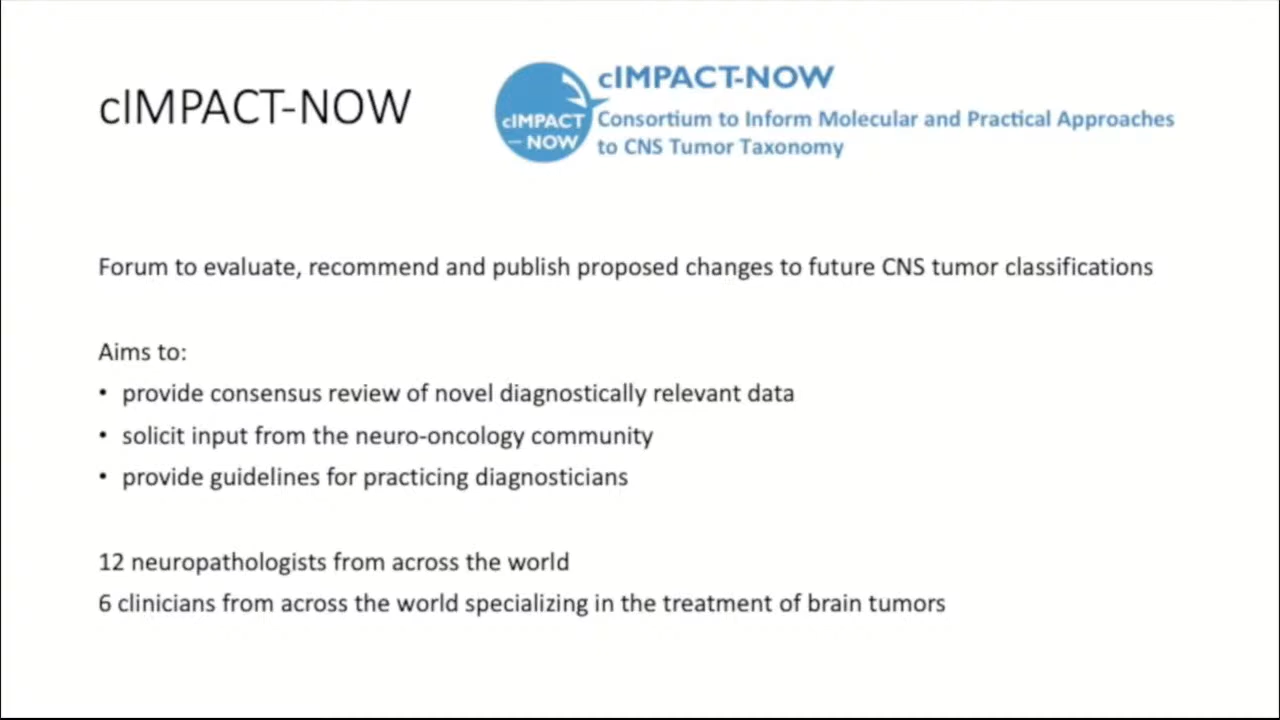 cIMPACT-NOW
cIMPACT
NOW
cIMPACT-NOW
Consortium to Inform Molecular and Practical Approaches
to CNS Tumor Taxonomy
Forum to evaluate, recommend and publish proposed changes to future CNS tumor classifications
Aims to:
• provide consensus review of novel diagnostically relevant data
• solicit input from the neuro-oncology community
• provide guidelines for practicing diagnosticians
12 neuropathologists from across the world
6 clinicians from across the world specializing in the treatment of brain tumors